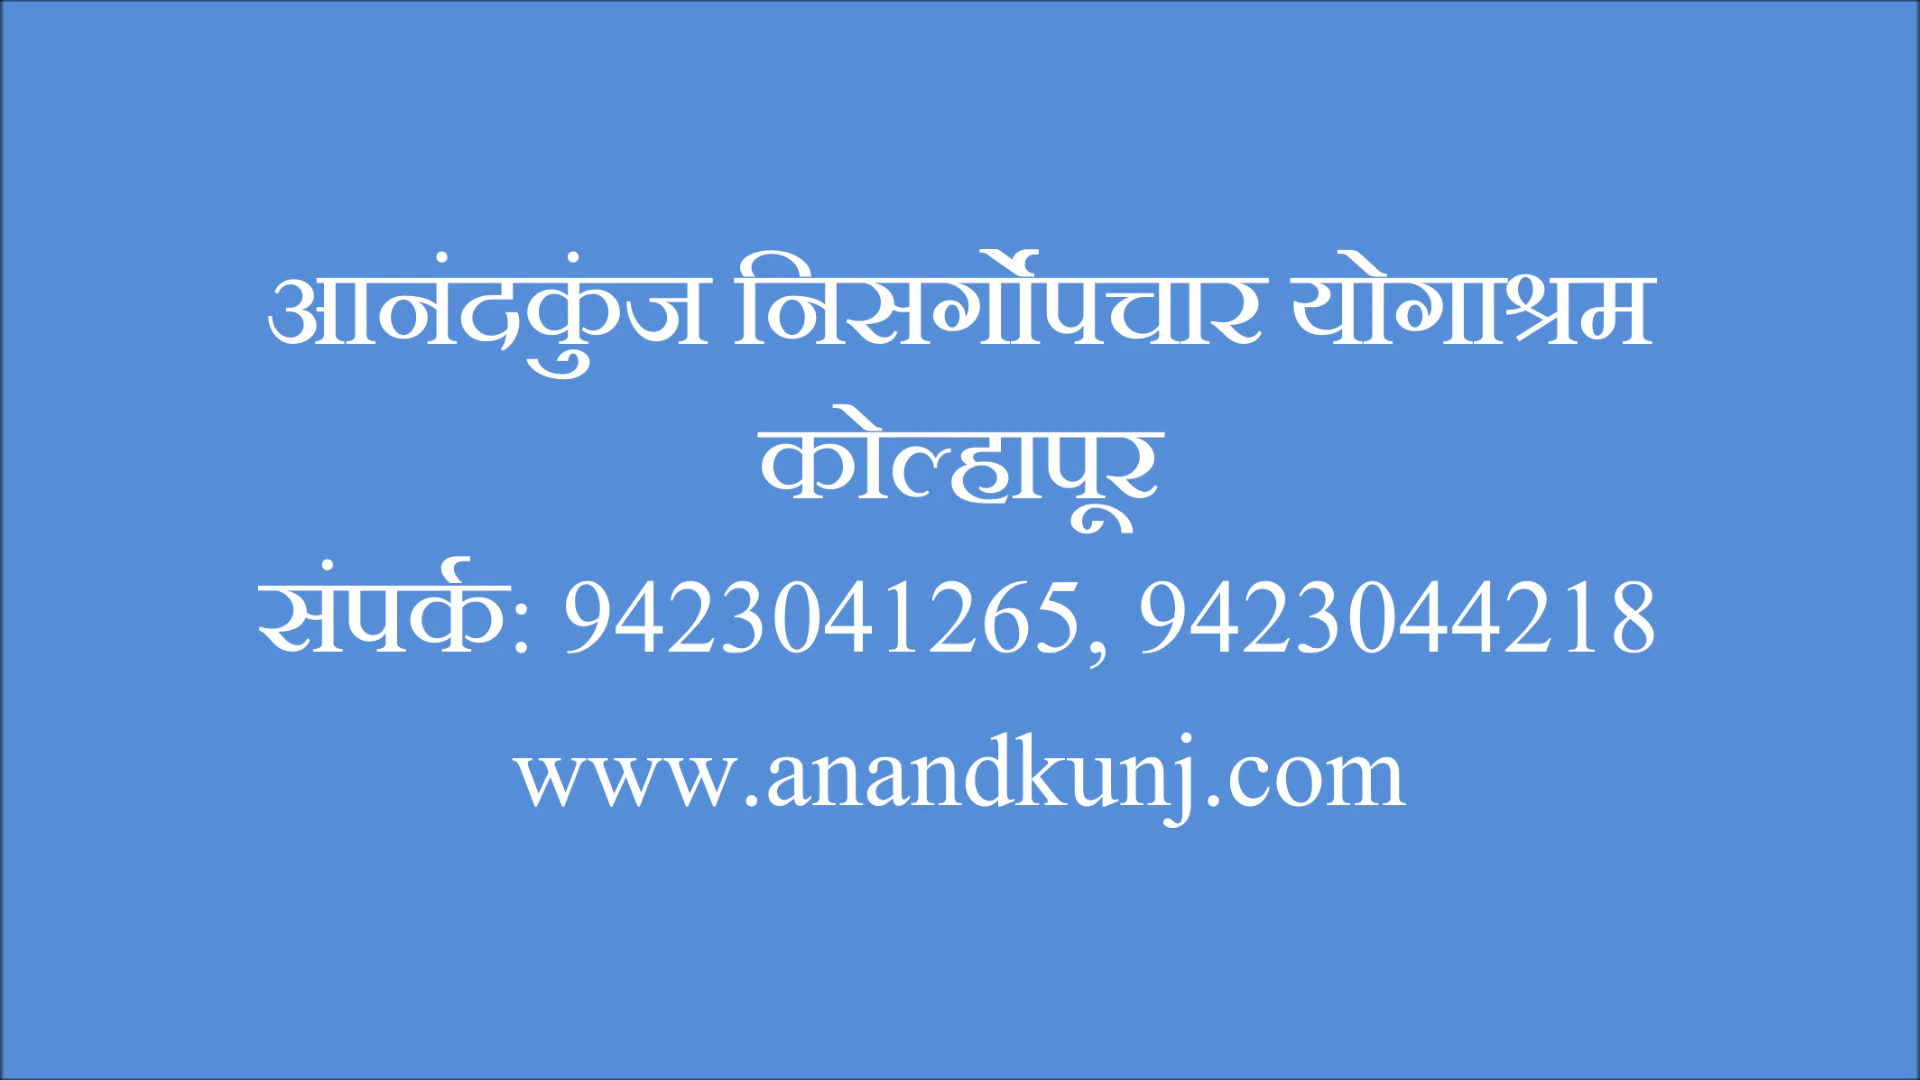 आनंदकुंज निसर्गोपचार योगाश्रम
कोल्हापूर
संपर्क: 9423041265, 9423044218
www.anandkunj.com